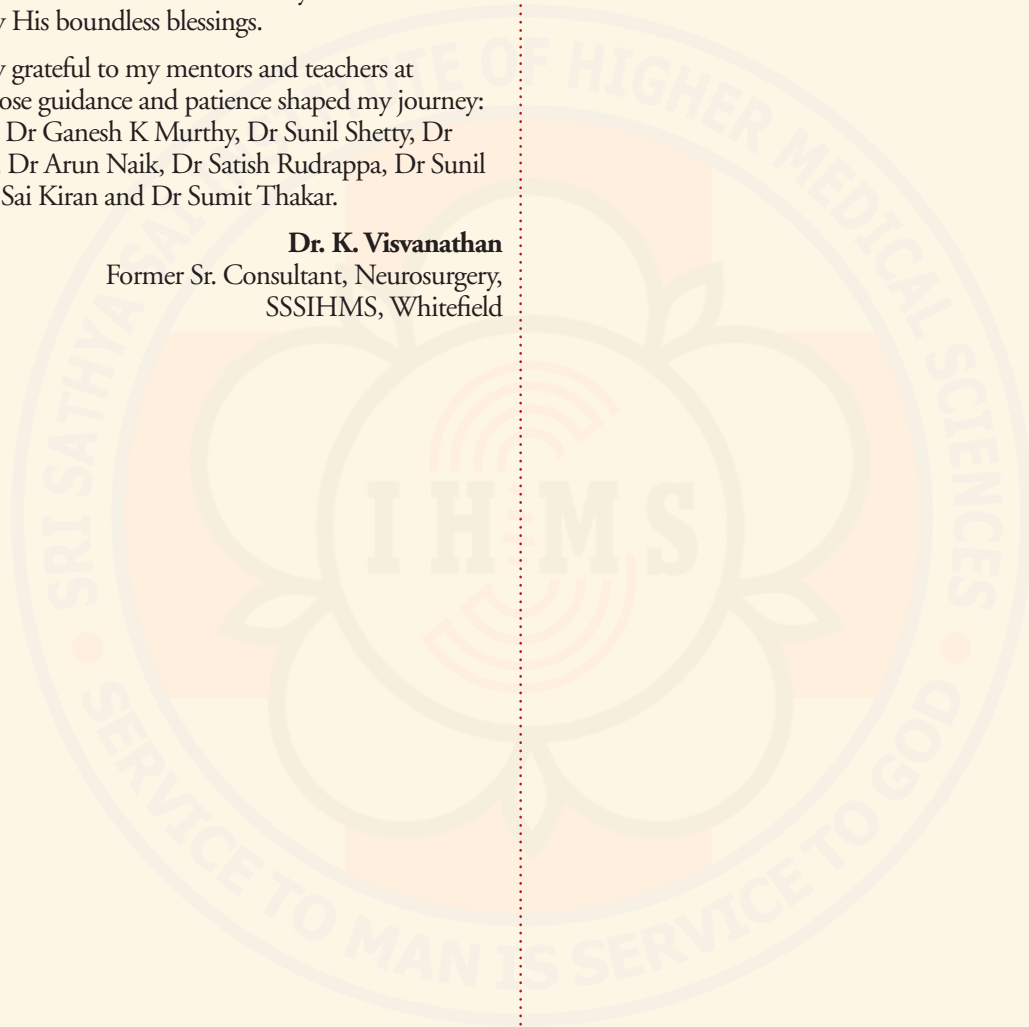 His boundless blessings.
grateful to my mentors and teachers at
guidance and patience shaped my journey:
Dr Ganesh K Murthy, Dr Sunil Shetty, Dr
Dr Arun Naik, Dr Satish Rudrappa, Dr Sunil
Sai Kiran and Dr Sumit Thakar.
Dr. K. Visvanathan
Former Sr. Consultant, Neurosurgery,
SSSIHMS, Whitefield
SRI SATHYA SAI INSTITUTE OF HIGHER MEDICAL SCIENCES
IHMS
SERVICE TO MAN IS SERVICE TO GOD